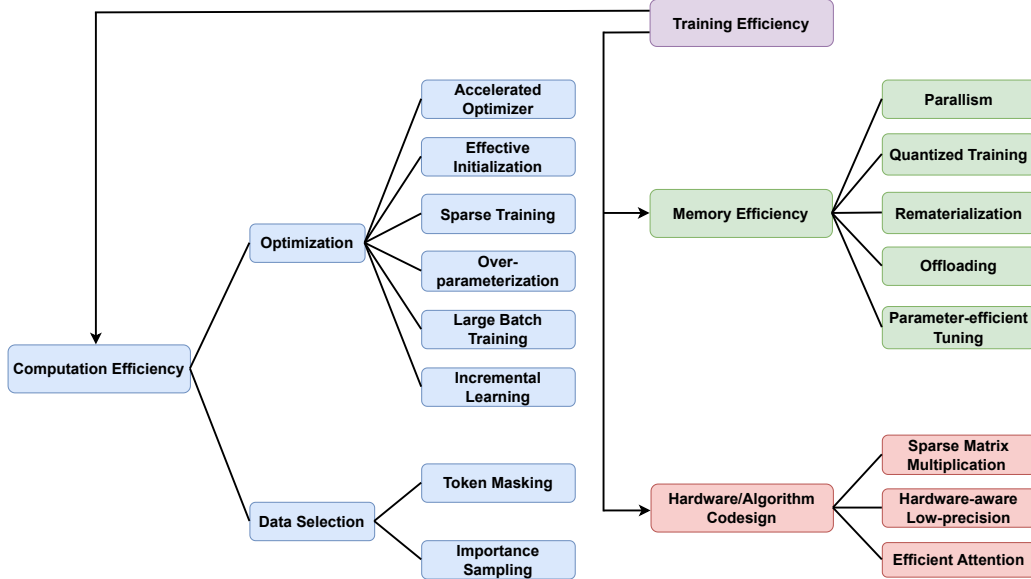 Training Efficiency
Computation Efficiency
Optimization
Accelerated
Optimizer
Effective
Initialization
Sparse Training
Over-
parameterization
Large Batch
Training
Incremental
Learning
Data Selection
Token Masking
Importance
Sampling
Memory Efficiency
Parallism
Quantized Training
Rematerialization
Offloading
Parameter-efficient
Tuning
Hardware/Algorithm
Codesign
Sparse Matrix
Multiplication
Hardware-aware
Low-precision
Efficient Attention